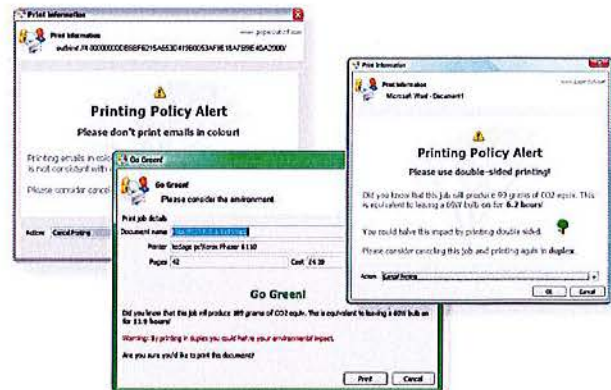 Print Information
Print Information
Printing Policy Alert
Please don't print emails in colour!
Printing emails in
is not consistent with
Please consider cancel
Action: Cancel Printing
Go Green!
Go Green!
Please consider the environment.
Print job details
Document name
Printer
Xerox Phaser
Pages 42
Cost
Go Green!
Did you know that this job will produce 189 grams of CO2 equiv. This is equivalent to leaving a 60W bulb on
for hours!
Warning: By printing in duplex you could halve your environmental impact.
Are you sure you'd like to print the document?
Print
Cancel
Print Information
Print Information
Microsoft Word - Document1
Printing Policy Alert
Please use double-sided printing!
Did you know that this job will produce 93 grams of CO2 equiv. This
is equivalent to leaving a 60W bulb on for 6.2 hours!
You could halve this impact by printing double sided.
Please consider canceling this job and printing again in duplex.
Action: Cancel Printing
OK
Cancel